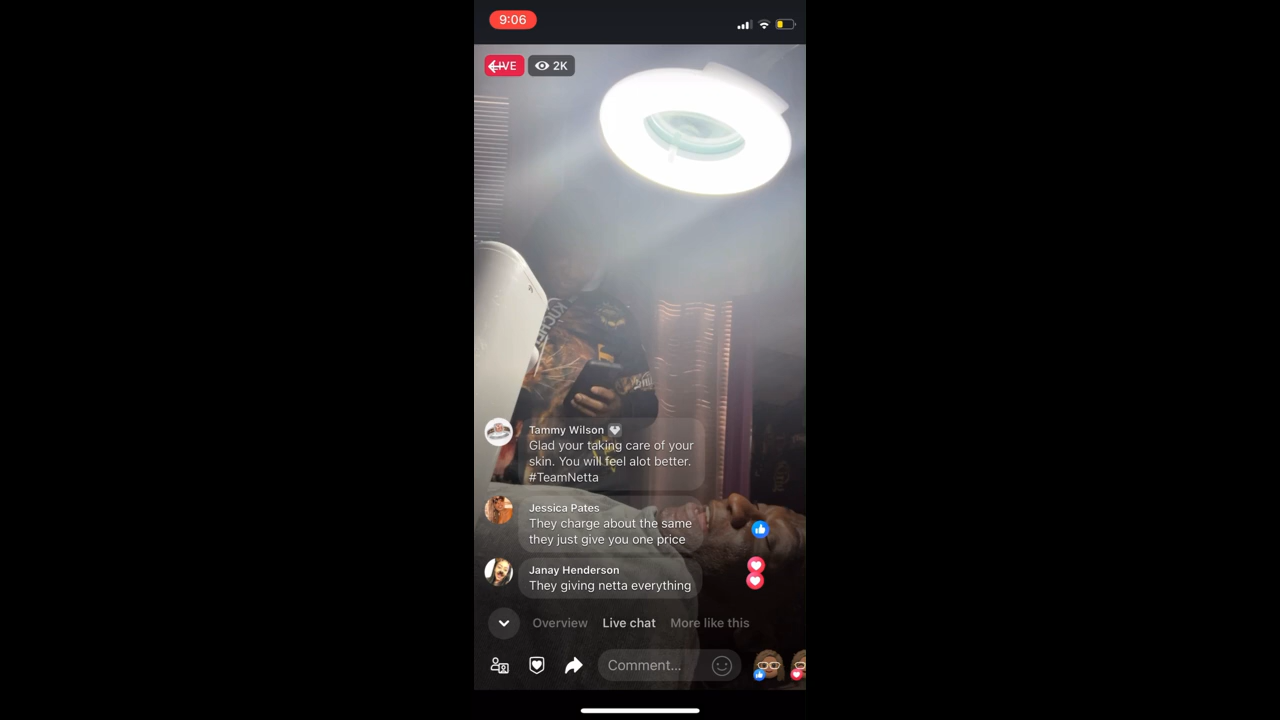 9:06
LIVE
2K
Tammy Wilson
Glad your taking care of your
skin. You will feel alot better.
#TeamNetta
Jessica Pates
They charge about the same
they just give you one price
Janay Henderson
They giving netta everything
Overview Live chat More like this
Comment...